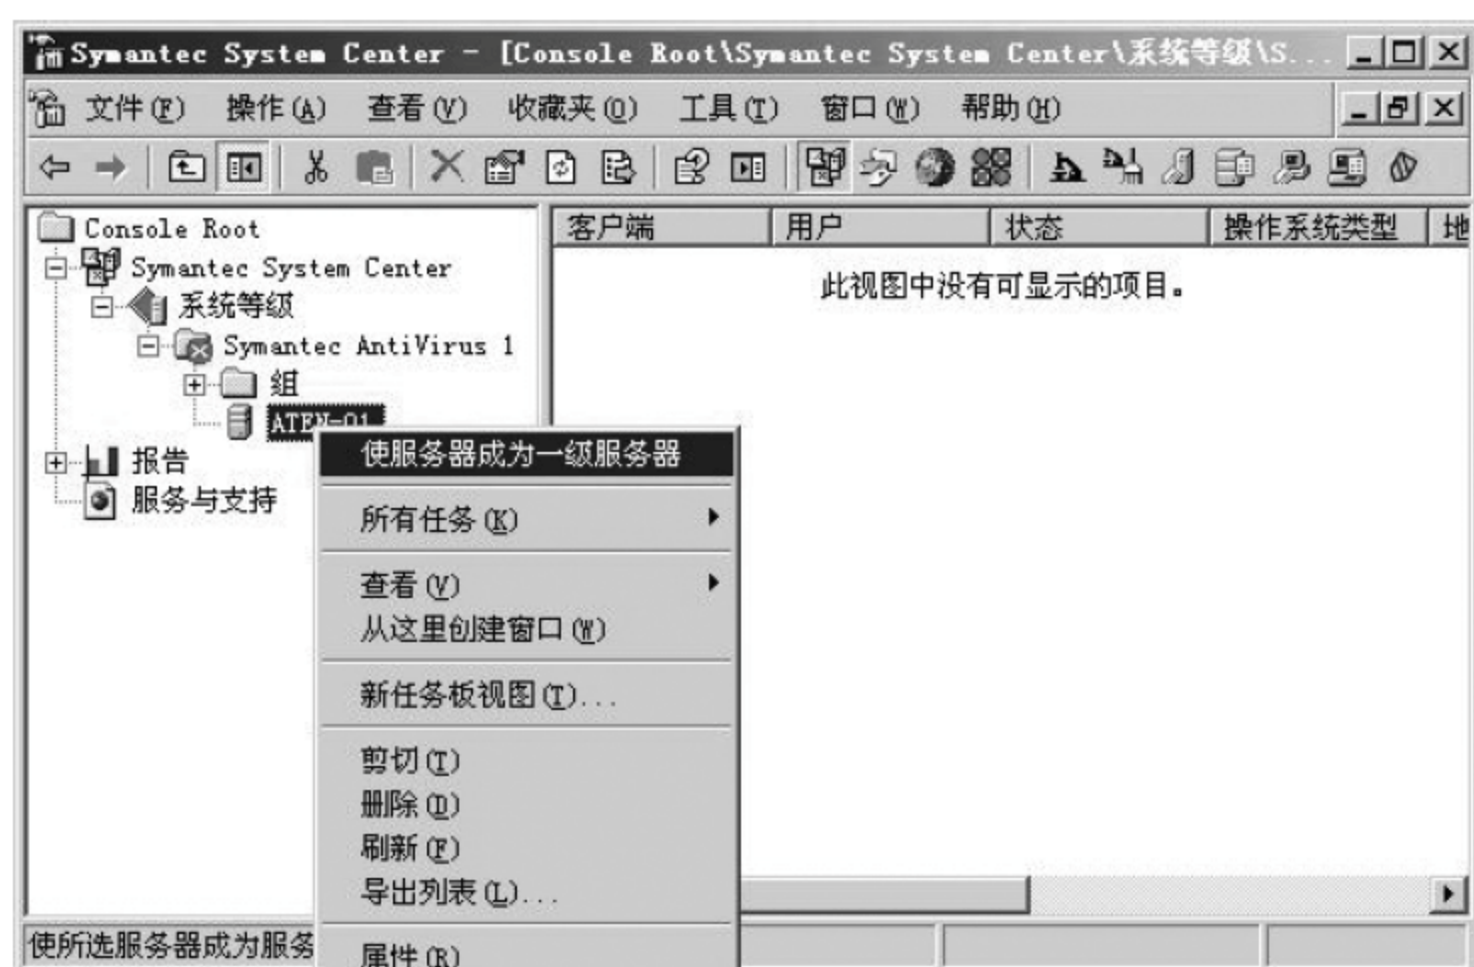 Symantec System Center - [Console Root\Symantec System Center\系统等级\S...
文件(F) 操作(A) 查看(V) 收藏夹(O) 工具(T) 窗口(W) 帮助(H)
Console Root
Symantec System Center
系统等级
Symantec AntiVirus 1
组
ATEN-01
报告
服务与支持
客户端 用户 状态 操作系统类型 地
此视图中没有可显示的项目。
使服务器成为一级服务器
所有任务(K)
查看(V)
从这里创建窗口(W)
新任务板视图(T)...
剪切(T)
删除(D)
刷新(F)
导出列表(L)...
属性(R)
使所选服务器成为服务